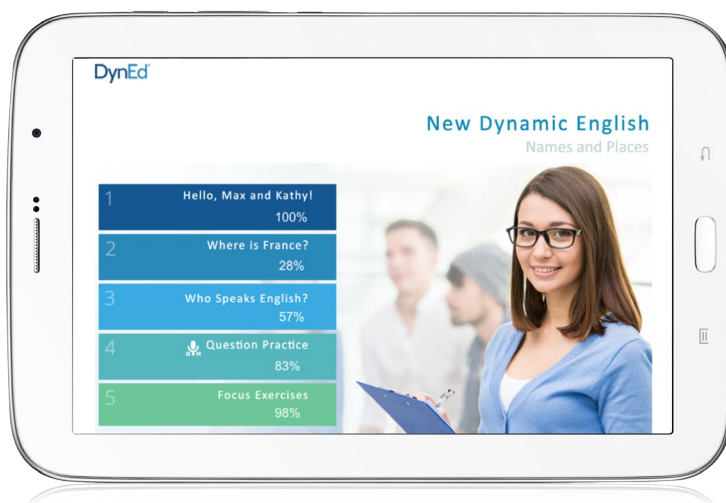 DynEd
New Dynamic English
Names and Places
1 Hello, Max and Kathy!
100%
2 Where is France?
28%
3 Who Speaks English?
57%
4 STR Question Practice
83%
5 Focus Exercises
98%